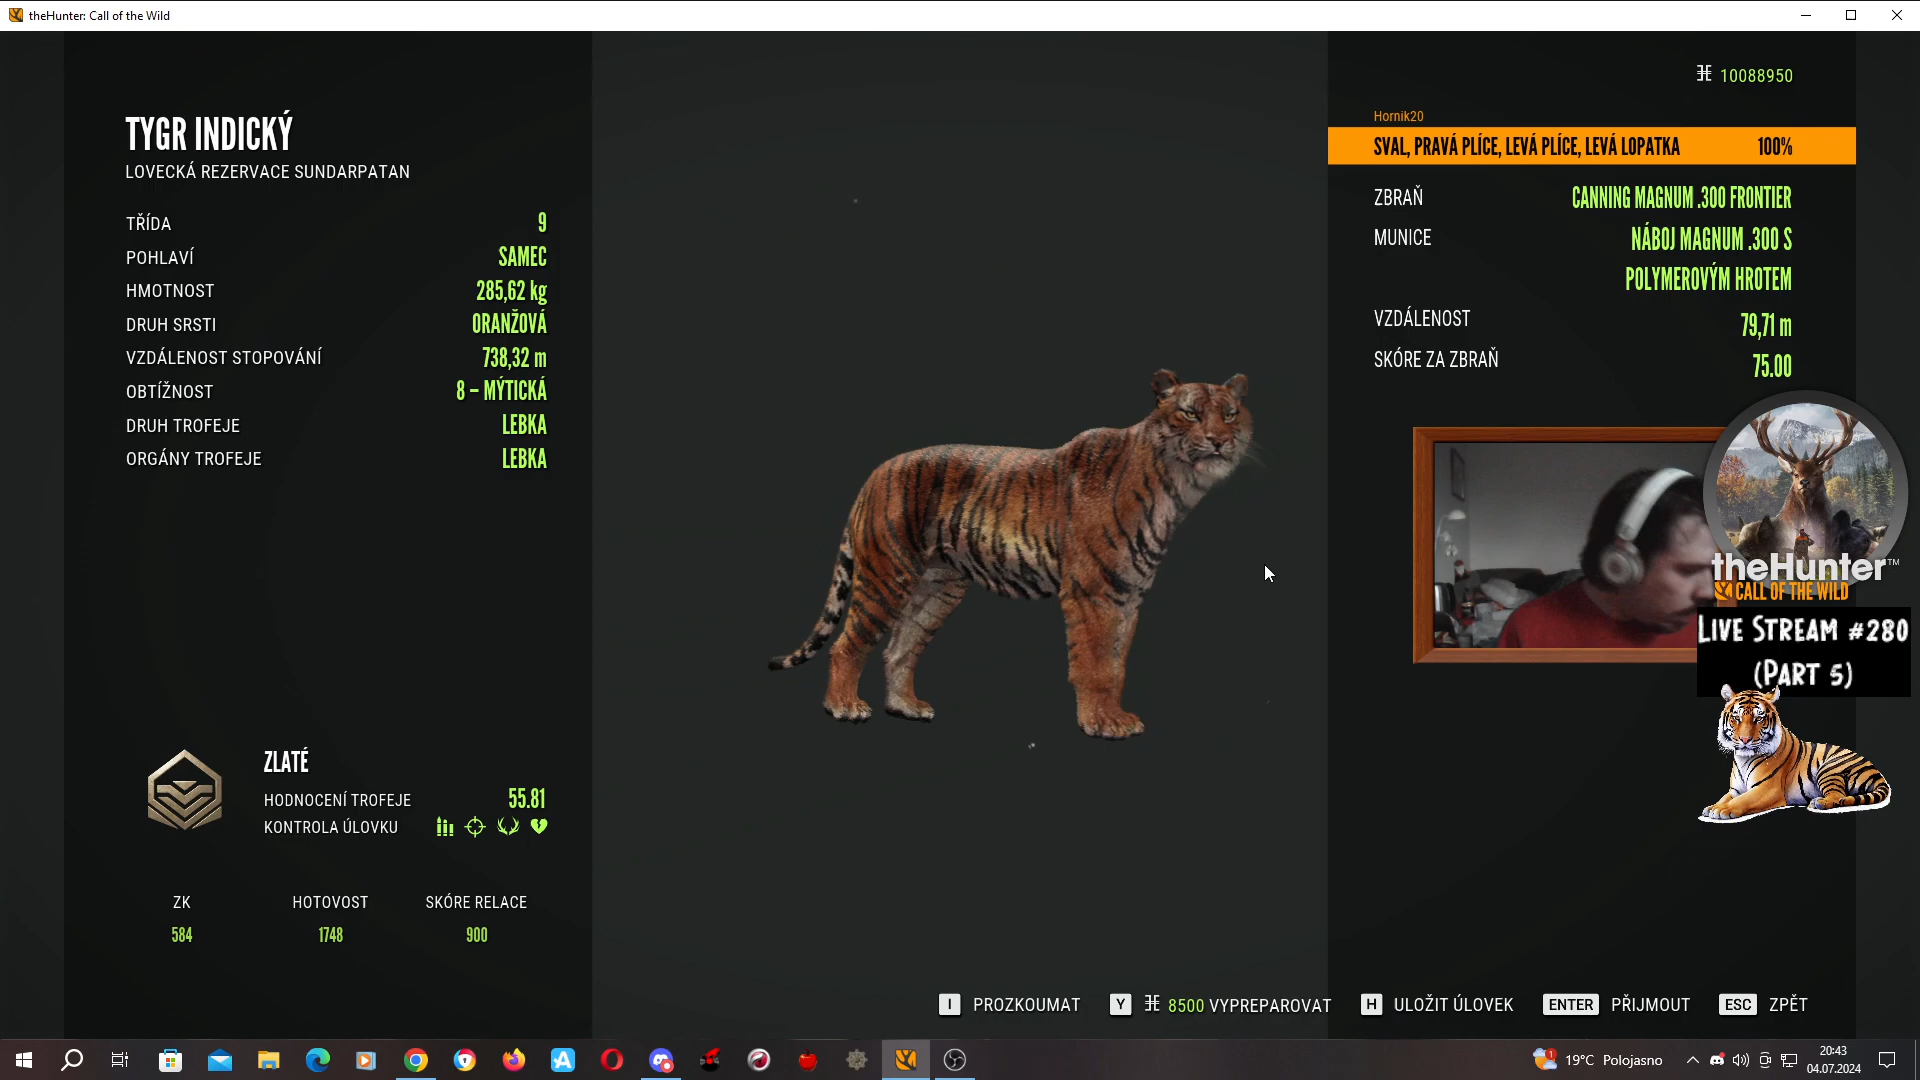 theHunter: Call of the Wild
10088950
TYGR INDICKÝ
LOVECKÁ REZERVACE SUNDARPATAN
TŘÍDA 9
POHLAVÍ SAMEC
HMOTNOST 285,62 kg
DRUH SRSTI ORANŽOVÁ
VZDÁLENOST STOPOVÁNÍ 738,32 m
OBTÍŽNOST 8 – MÝTICKÁ
DRUH TROFEJE LEBKA
ORGÁNY TROFEJE LEBKA
ZLATÉ
HODNOCENÍ TROFEJE 55.81
KONTROLA ÚLOVKU
ZK HOTOVOST SKÓRE RELACE
584 1748 900
Hornik20
SVAL, PRAVÁ PLÍCE, LEVÁ PLÍCE, LEVÁ LOPATKA 100%
ZBRAŇ CANNING MAGNUM .300 FRONTIER
MUNICE NÁBOJ MAGNUM .300 S
POLYMEROVÝM HROTEM
VZDÁLENOST 79,71 m
SKÓRE ZA ZBRAŇ 75.00
theHunter™
CALL OF THE WILD
LIVE STREAM #280
(PART 5)
I PROZKOUMAT Y 8500 VYPREPAROVAT H ULOŽIT ÚLOVEK ENTER PŘIJMOUT ESC ZPĚT
1 19°C Polojasno
20:43
04.07.2024